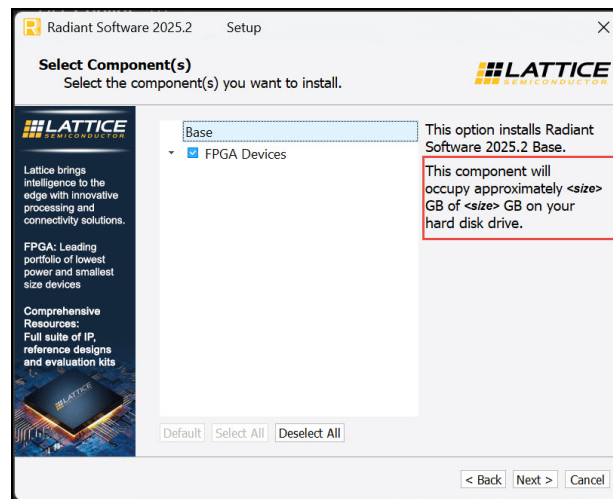 Radiant Software 2025.2 Setup
Select Component(s)
Select the component(s) you want to install.
LATTICE
LATTICE
SEMICONDUCTOR
Lattice brings
intelligence to the
edge with innovative
processing and
connectivity solutions.
FPGA: Leading
portfolio of lowest
power and smallest
size devices
Comprehensive
Resources:
Full suite of IP,
reference designs
and evaluation kits
LATTICE
Base
FPGA Devices
This option installs Radiant
Software 2025.2 Base.
This component will
occupy approximately <size>
GB of <size> GB on your
hard disk drive.
Default Select All Deselect All
< Back Next > Cancel